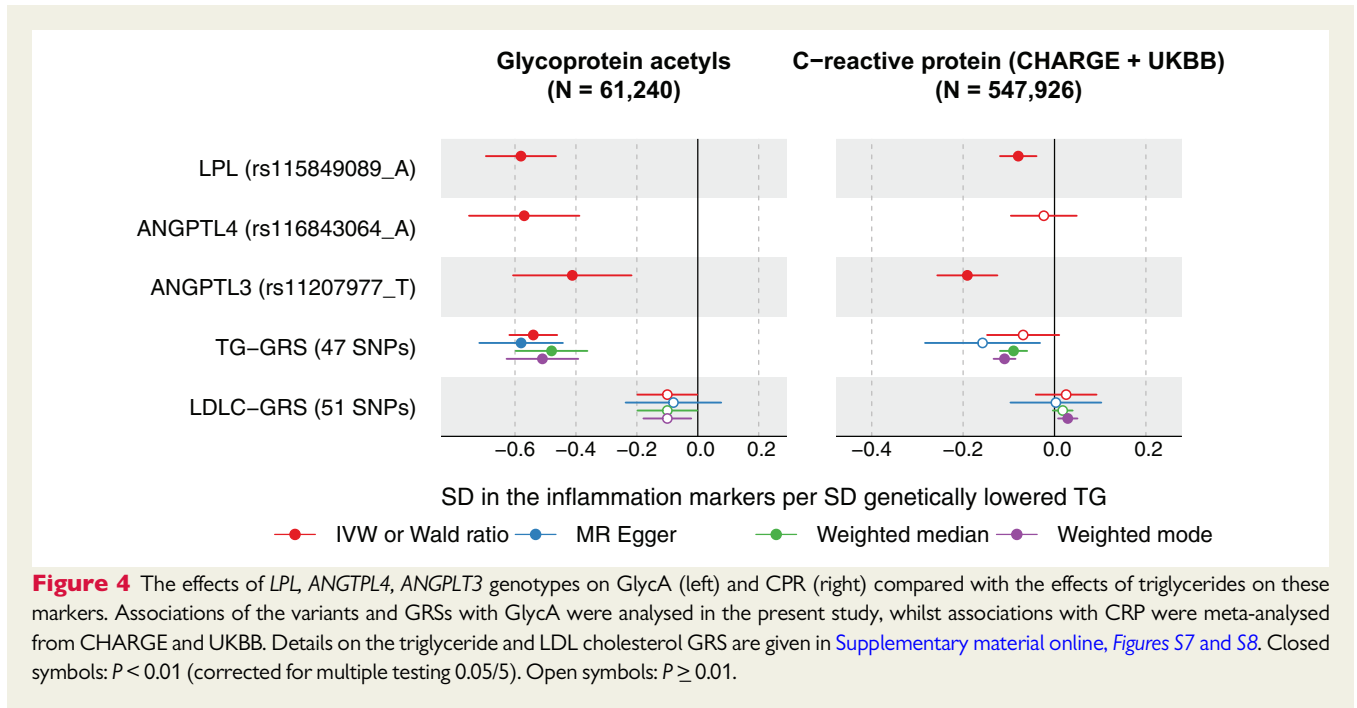 Glycoprotein acetyls
(N = 61,240)
C−reactive protein (CHARGE + UKBB)
(N = 547,926)
LPL (rs115849089_A)
ANGPTL4 (rs116843064_A)
ANGPTL3 (rs11207977_T)
TG−GRS (47 SNPs)
LDLC−GRS (51 SNPs)
−0.6 −0.4 −0.2 0.0 0.2
−0.4 −0.2 0.0 0.2
SD in the inflammation markers per SD genetically lowered TG
IVW or Wald ratio MR Egger Weighted median Weighted mode
Figure 4 The effects of LPL, ANGTPL4, ANGPLT3 genotypes on GlycA (left) and CPR (right) compared with the effects of triglycerides on these
markers. Associations of the variants and GRSs with GlycA were analysed in the present study, whilst associations with CRP were meta-analysed
from CHARGE and UKBB. Details on the triglyceride and LDL cholesterol GRS are given in Supplementary material online, Figures S7 and S8. Closed
symbols: P < 0.01 (corrected for multiple testing 0.05/5). Open symbols: P ≥ 0.01.